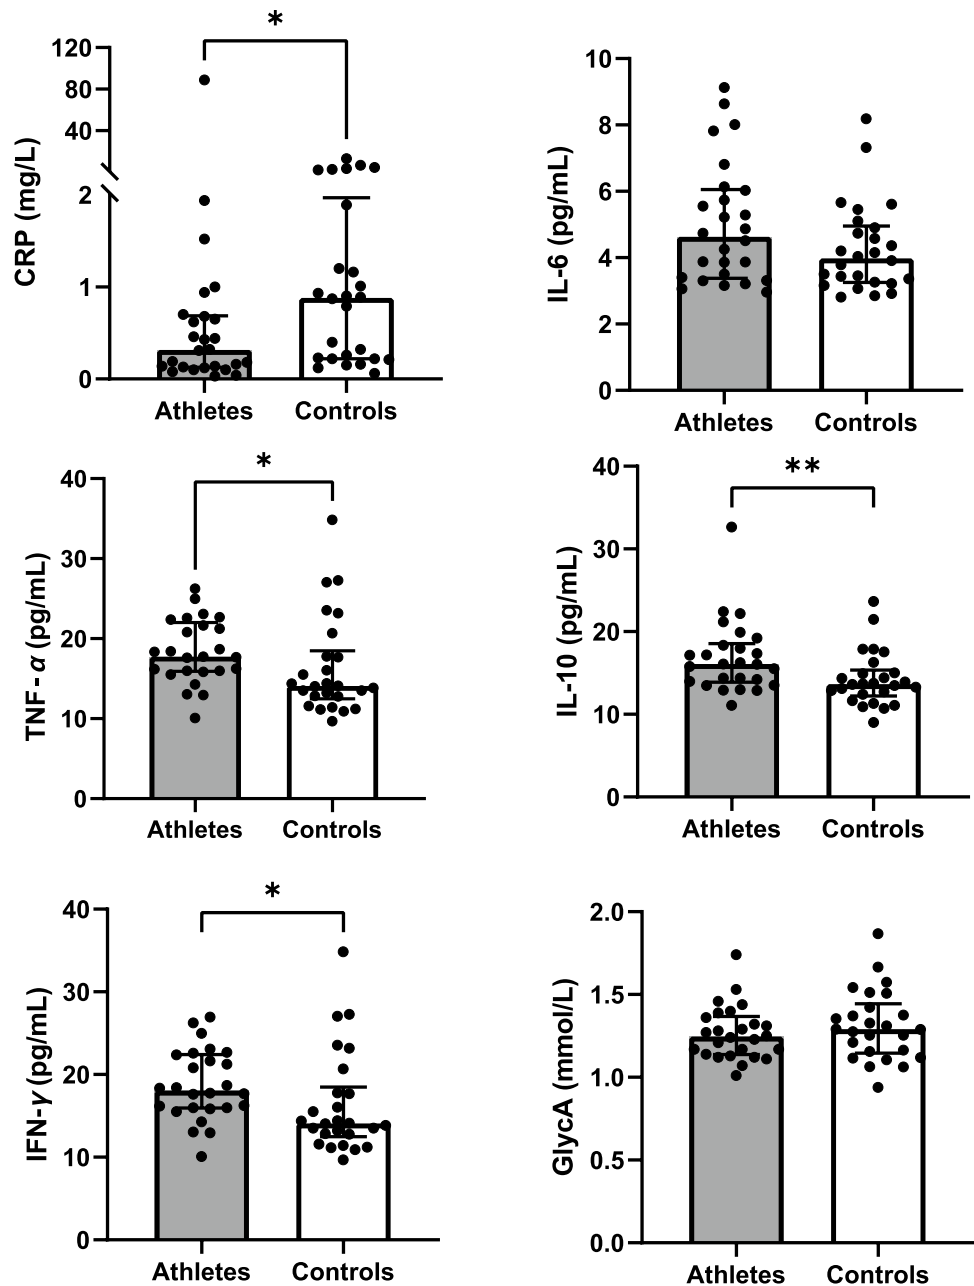 *
CRP (mg/L)
120
80
40
2
1
0
Athletes
Controls
IL-6 (pg/mL)
10
8
6
4
2
0
Athletes
Controls
*
TNF- α (pg/mL)
40
30
20
10
0
Athletes
Controls
**
IL-10 (pg/mL)
40
30
20
10
0
Athletes
Controls
*
IFN-γ (pg/mL)
40
30
20
10
0
Athletes
Controls
GlycA (mmol/L)
2.0
1.5
1.0
0.5
0.0
Athletes
Controls